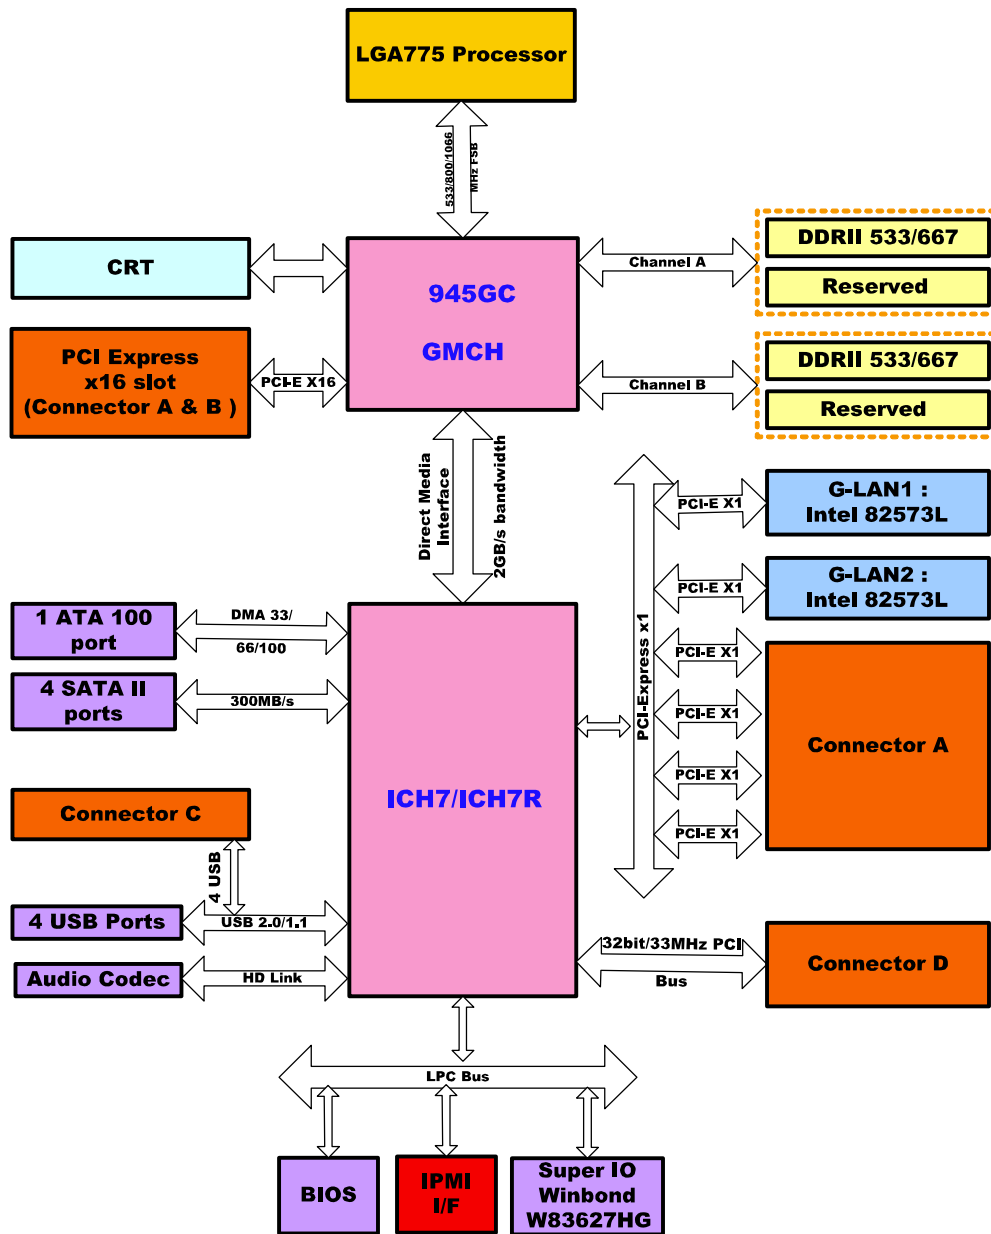 LGA775 Processor
533/800/1066
MHz FSB
CRT
945GC
GMCH
Channel A
DDRII 533/667
Reserved
PCI Express
x16 slot
(Connector A & B )
PCI-E X16
Channel B
DDRII 533/667
Reserved
Direct Media
Interface
2GB/s bandwidth
PCI-Express x1
PCI-E X1
G-LAN1 :
Intel 82573L
PCI-E X1
G-LAN2 :
Intel 82573L
1 ATA 100
port
DMA 33/
66/100
4 SATA II
ports
300MB/s
ICH7/ICH7R
PCI-E X1
PCI-E X1
PCI-E X1
PCI-E X1
Connector A
Connector C
4 USB
4 USB Ports
USB 2.0/1.1
Audio Codec
HD Link
32bit/33MHz PCI
Bus
Connector D
LPC Bus
BIOS
IPMI
I/F
Super IO
Winbond
W83627HG